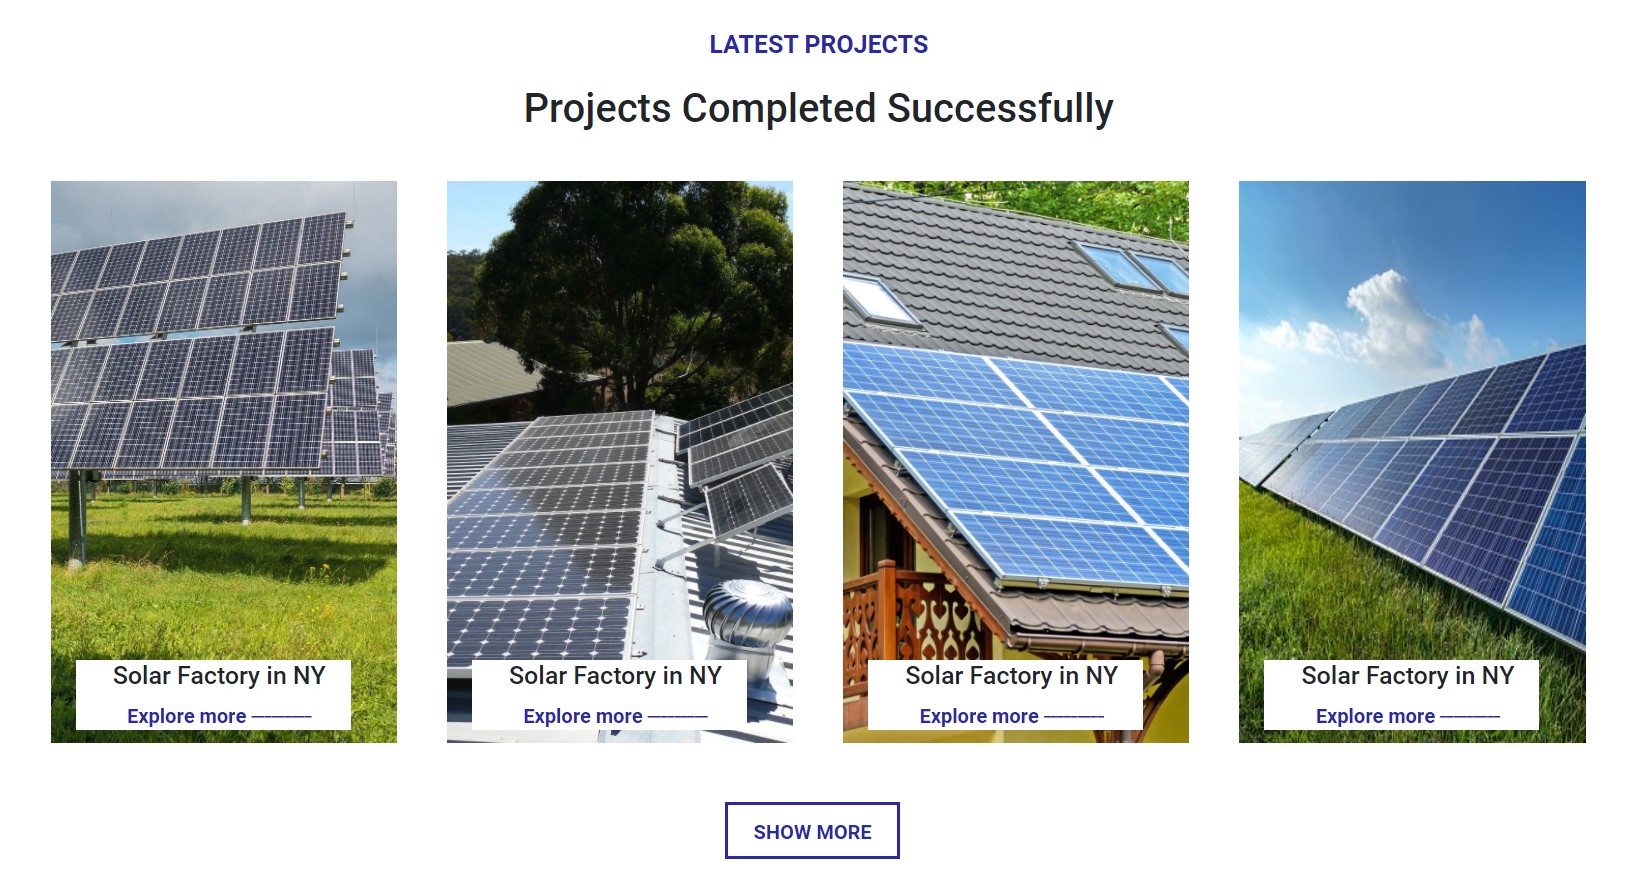 LATEST PROJECTS
Projects Completed Successfully
Solar Factory in NY
Explore more ----------
Solar Factory in NY
Explore more ----------
Solar Factory in NY
Explore more ----------
Solar Factory in NY
Explore more ----------
SHOW MORE